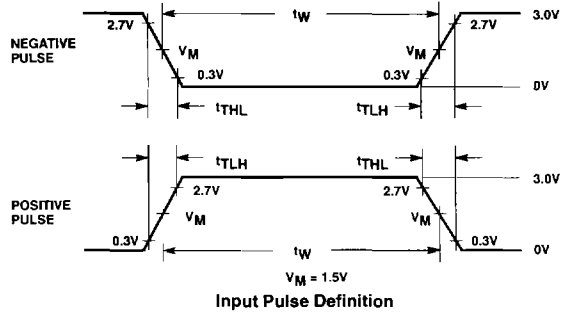 tW
3.0V
2.7V
2.7V
NEGATIVE
PULSE
VM
VM
0.3V
0.3V
0V
tTHL
tTLH
tTLH
tTHL
3.0V
2.7V
2.7V
POSITIVE
PULSE
VM
VM
0.3V
0.3V
0V
tW
VM = 1.5V
Input Pulse Definition